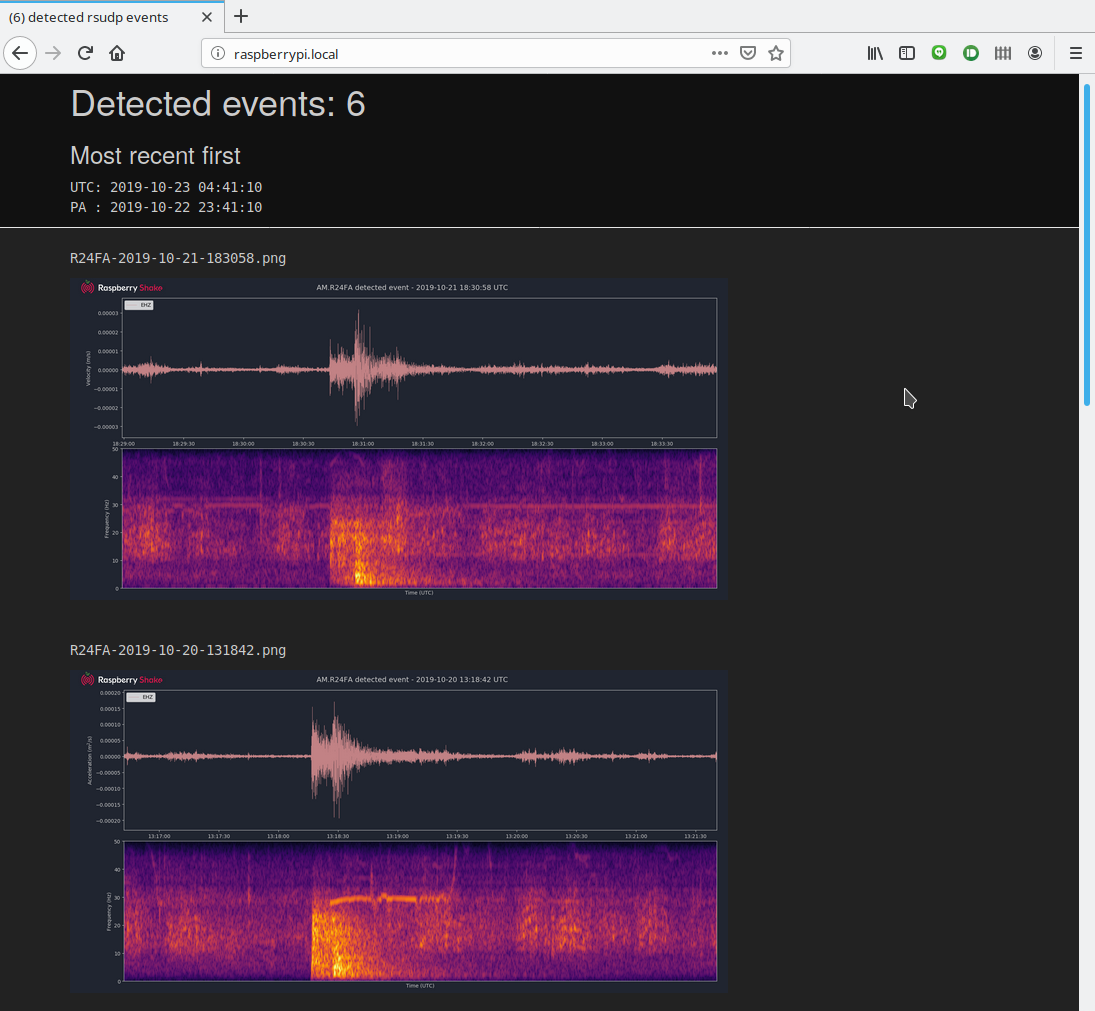 (6) detected rsudp events
raspberrypi.local
Detected events: 6
Most recent first
UTC: 2019-10-23 04:41:10
PA : 2019-10-22 23:41:10
R24FA-2019-10-21-183058.png
Raspberry Shake
AM.R24FA detected event - 2019-10-21 18:30:58 UTC
EHZ
0.00003
0.00002
0.00001
0.00000
−0.00001
−0.00002
−0.00003
Velocity (m/s)
18:29:00 18:29:30 18:30:00 18:30:30 18:31:00 18:31:30 18:32:00 18:32:30 18:33:00 18:33:30
50
40
30
20
10
0
Frequency (Hz)
Time (UTC)
R24FA-2019-10-20-131842.png
Raspberry Shake
AM.R24FA detected event - 2019-10-20 13:18:42 UTC
EHZ
0.00020
0.00015
0.00010
0.00005
0.00000
−0.00005
−0.00010
−0.00015
−0.00020
Acceleration (m²/s)
13:17:00 13:17:30 13:18:00 13:18:30 13:19:00 13:19:30 13:20:00 13:20:30 13:21:00 13:21:30
50
40
30
20
10
0
Frequency (Hz)
Time (UTC)